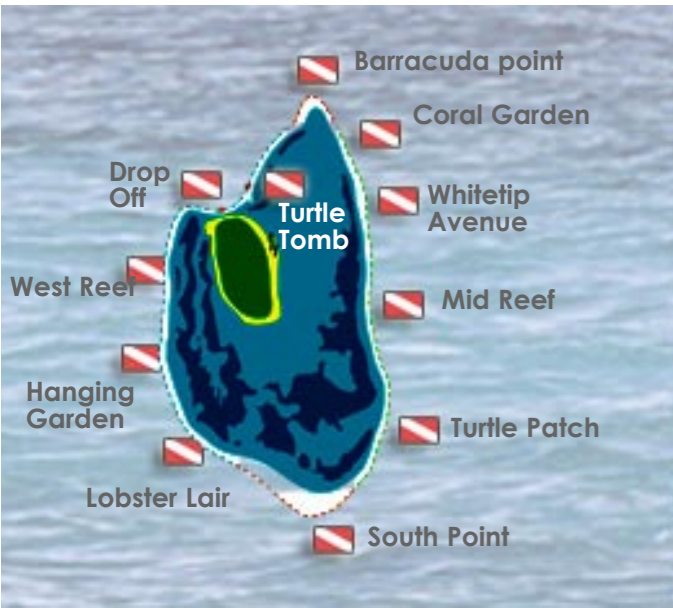 Barracuda point
Coral Garden
Drop
Off
Turtle
Tomb
Whitetip
Avenue
West Reef
Mid Reef
Hanging
Garden
Turtle Patch
Lobster Lair
South Point